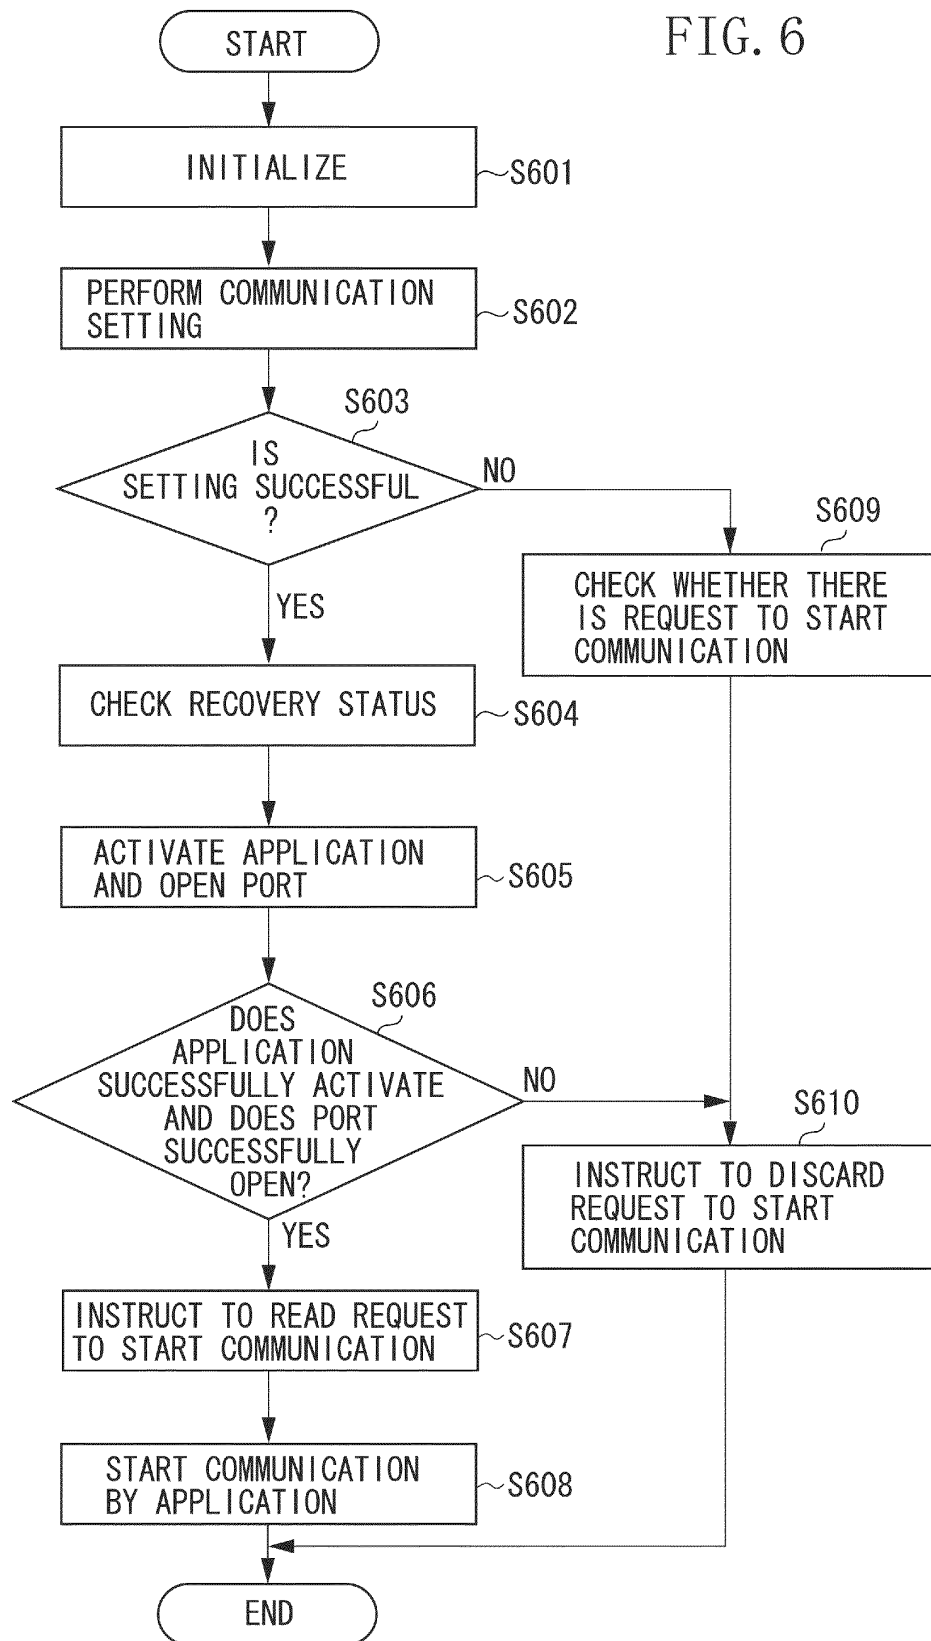 FIG. 6
START
INITIALIZE
S601
PERFORM COMMUNICATION
SETTING
S602
S603
IS
SETTING SUCCESSFUL
?
NO
YES
S609
CHECK WHETHER THERE
IS REQUEST TO START
COMMUNICATION
CHECK RECOVERY STATUS
S604
ACTIVATE APPLICATION
AND OPEN PORT
S605
S606
DOES
APPLICATION
SUCCESSFULLY ACTIVATE
AND DOES PORT
SUCCESSFULLY
OPEN?
NO
YES
S610
INSTRUCT TO DISCARD
REQUEST TO START
COMMUNICATION
INSTRUCT TO READ REQUEST
TO START COMMUNICATION
S607
START COMMUNICATION
BY APPLICATION
S608
END